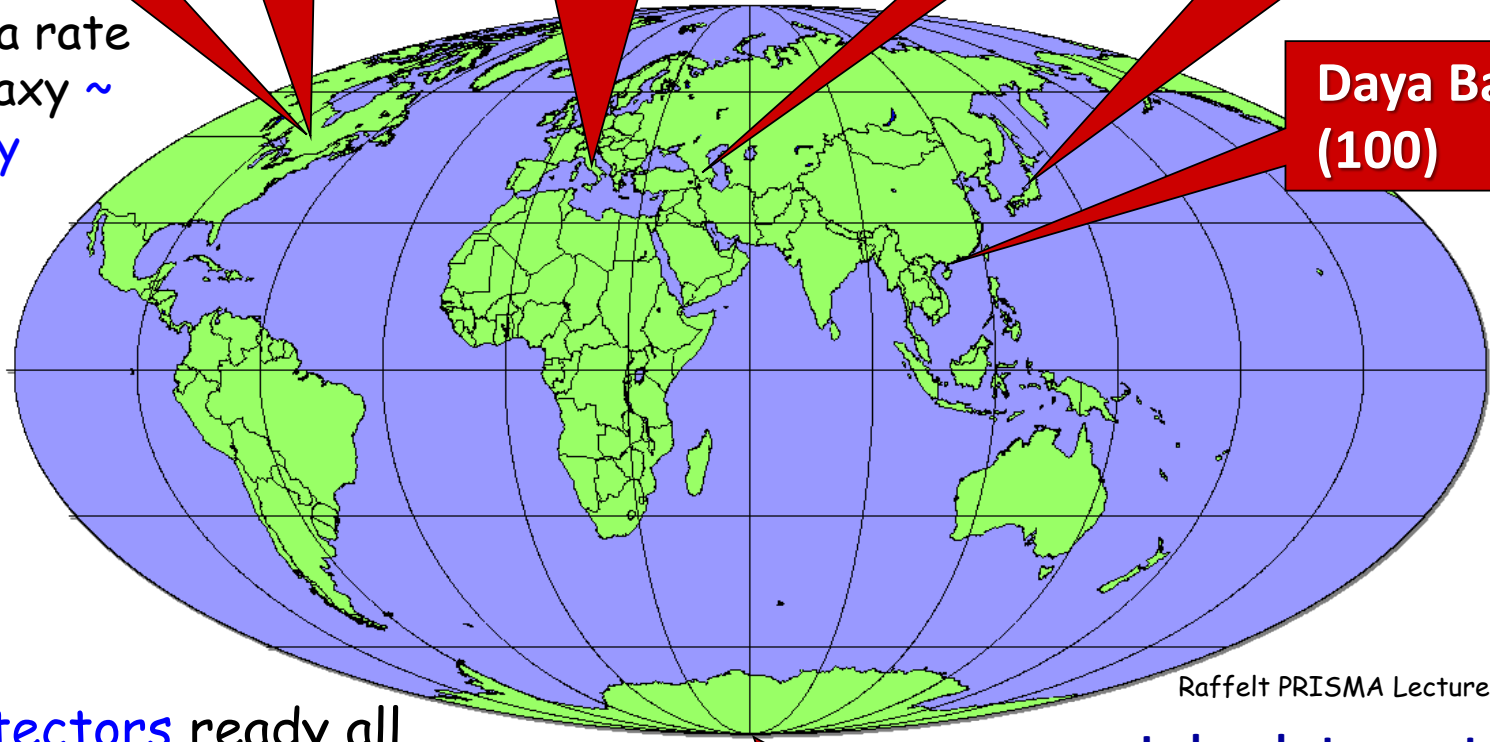 a rate
axy ~
y
Daya Ba
(100)
Raffelt PRISMA Lecture
tectors ready all